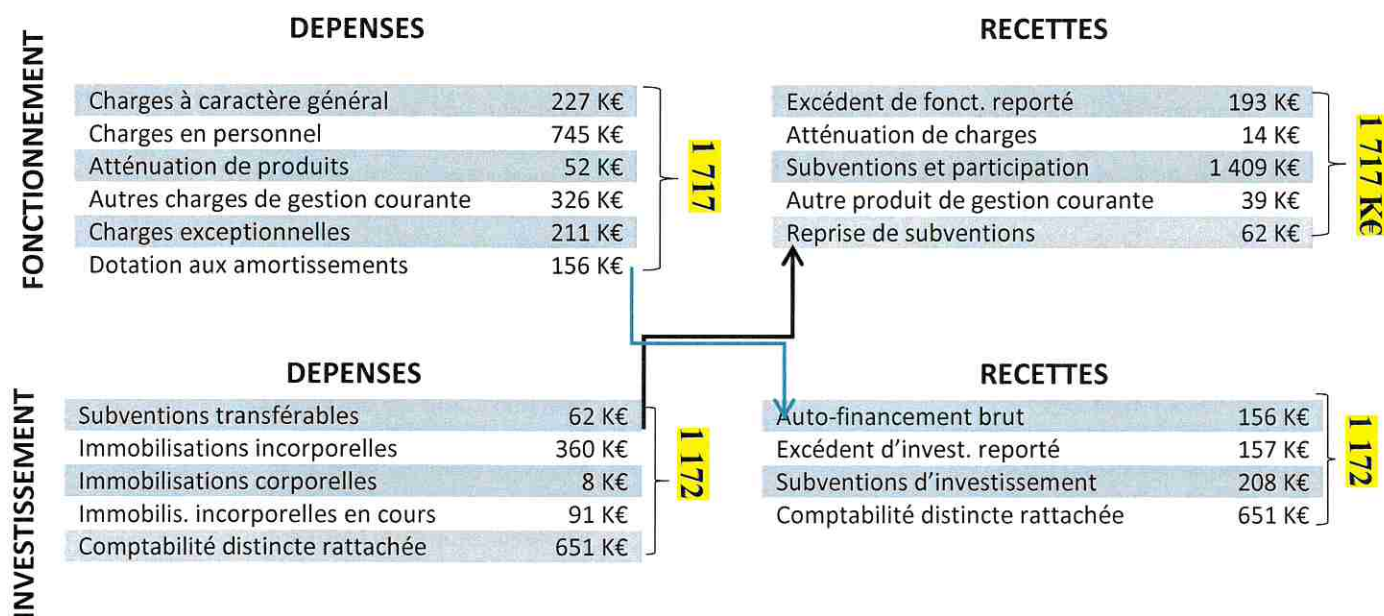 FONCTIONNEMENT
DEPENSES
Charges à caractère général 227 K€
Charges en personnel 745 K€
Atténuation de produits 52 K€
Autres charges de gestion courante 326 K€
Charges exceptionnelles 211 K€
Dotation aux amortissements 156 K€
1 717
RECETTES
Excédent de fonct. reporté 193 K€
Atténuation de charges 14 K€
Subventions et participation 1 409 K€
Autre produit de gestion courante 39 K€
Reprise de subventions 62 K€
1 717 K€
INVESTISSEMENT
DEPENSES
Subventions transférables 62 K€
Immobilisations incorporelles 360 K€
Immobilisations corporelles 8 K€
Immobilis. incorporelles en cours 91 K€
Comptabilité distincte rattachée 651 K€
1 172
RECETTES
Auto-financement brut 156 K€
Excédent d'invest. reporté 157 K€
Subventions d'investissement 208 K€
Comptabilité distincte rattachée 651 K€
1 172